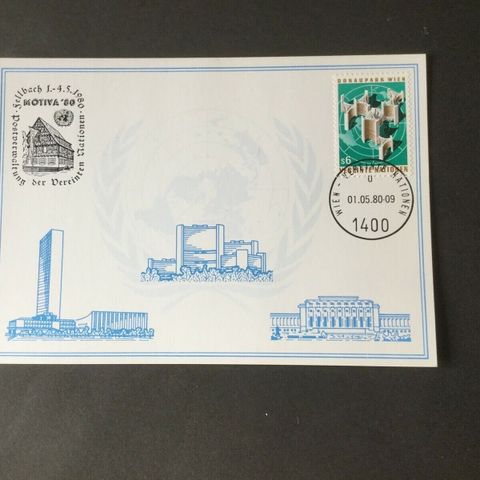 Fellbach 1.-4.5.1980
MOTIVA '80
Postverwaltung der Vereinten Nationen
DONAUPARK WIEN
s6
VEREINTE NATIONEN
WIEN - VEREINTE NATIONEN
01.05.80-09
1400